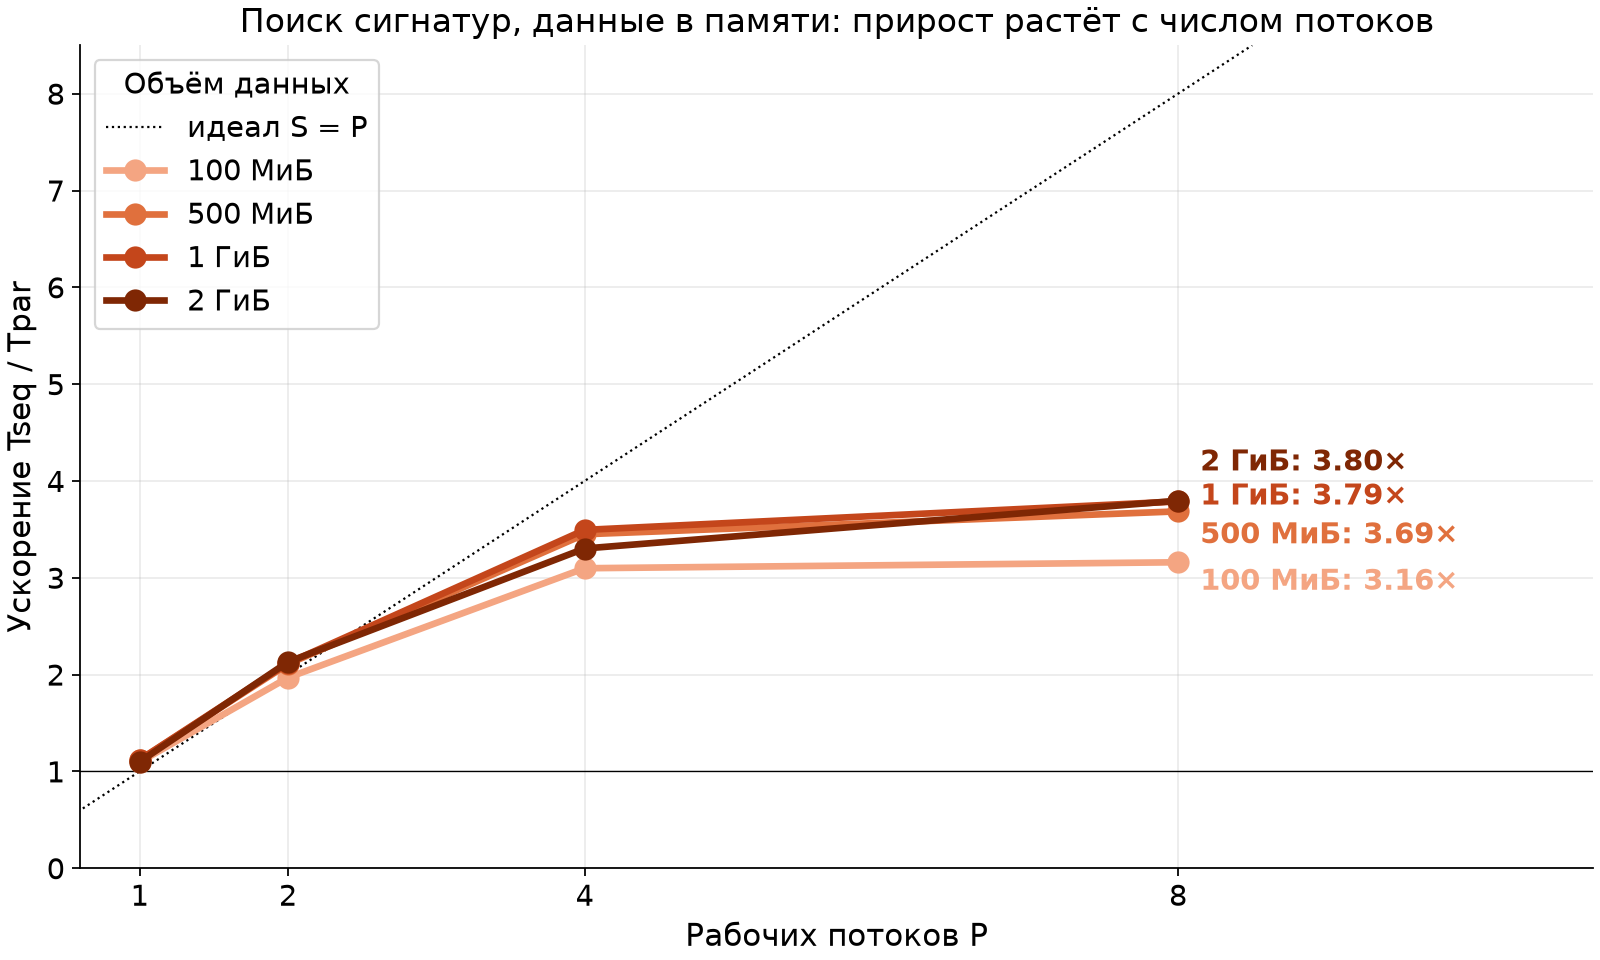 Поиск сигнатур, данные в памяти: прирост растёт с числом потоков
Ускорение Tseq / Tpar
8
7
6
5
4
3
2
1
0
Объём данных
идеал S = P
100 МиБ
500 МиБ
1 ГиБ
2 ГиБ
2 ГиБ: 3.80×
1 ГиБ: 3.79×
500 МиБ: 3.69×
100 МиБ: 3.16×
1 2 4 8
Рабочих потоков P